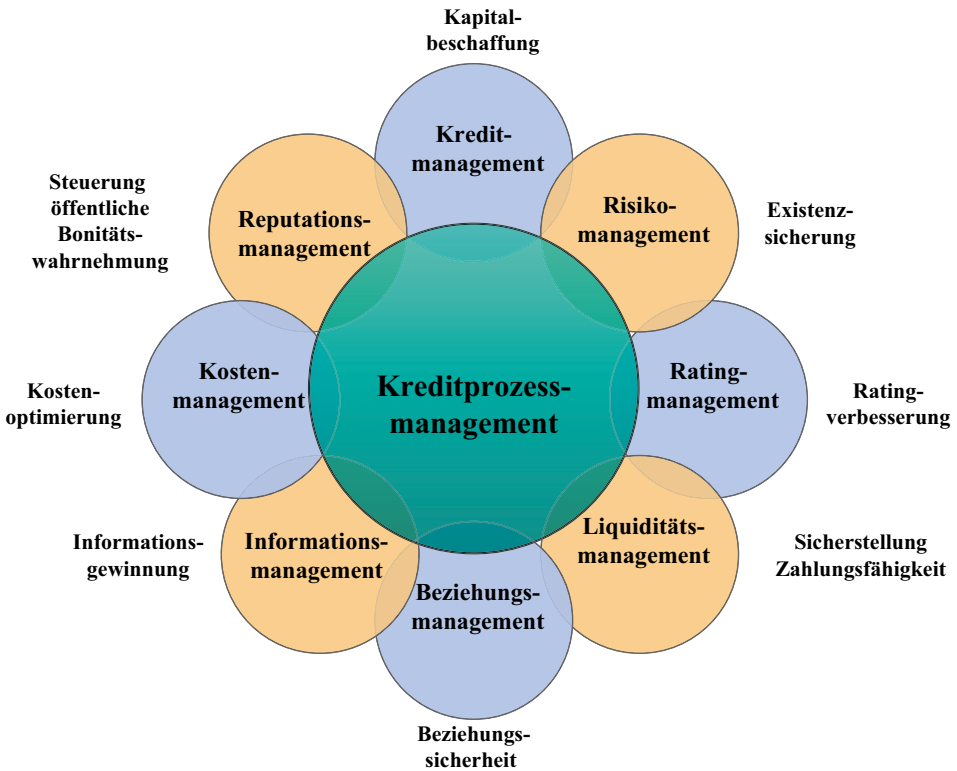 Kapital-
beschaffung
Kredit-
management
Steuerung
öffentliche
Bonitäts-
wahrnehmung
Reputations-
management
Risiko-
management
Existenz-
sicherung
Kosten-
optimierung
Kosten-
management
Kreditprozess-
management
Rating-
management
Rating-
verbesserung
Informations-
gewinnung
Informations-
management
Beziehungs-
management
Liquiditäts-
management
Sicherstellung
Zahlungsfähigkeit
Beziehungs-
sicherheit